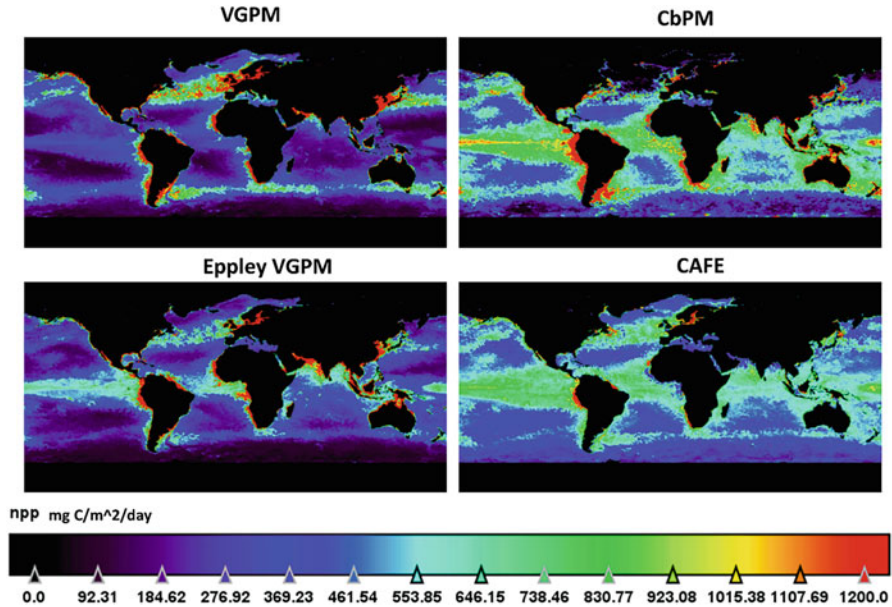 VGPM
CbPM
Eppley VGPM
CAFE
npp mg C/m^2/day
0.0 92.31 184.62 276.92 369.23 461.54 553.85 646.15 738.46 830.77 923.08 1015.38 1107.69 1200.0